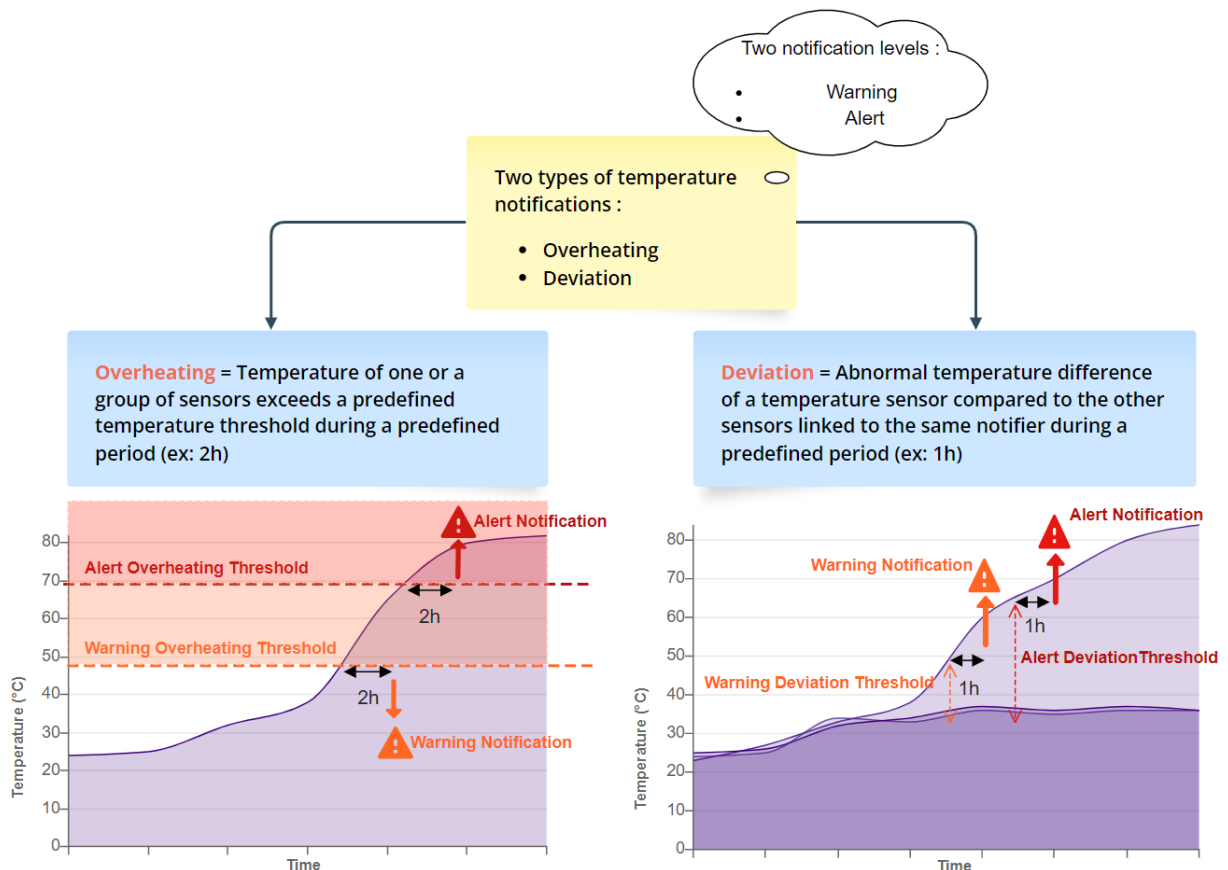 Two notification levels :
• Warning
• Alert
Two types of temperature
notifications :
• Overheating
• Deviation
Overheating = Temperature of one or a
group of sensors exceeds a predefined
temperature threshold during a predefined
period (ex: 2h)
Deviation = Abnormal temperature difference
of a temperature sensor compared to the other
sensors linked to the same notifier during a
predefined period (ex: 1h)
Alert Notification
Alert Overheating Threshold
2h
Warning Overheating Threshold
2h
Warning Notification
Temperature (°C)
80
70
60
50
40
30
20
10
0
Time
Alert Notification
Warning Notification
1h
Alert DeviationThreshold
Warning Deviation Threshold
1h
Temperature (°C)
80
70
60
50
40
30
20
10
0
Time